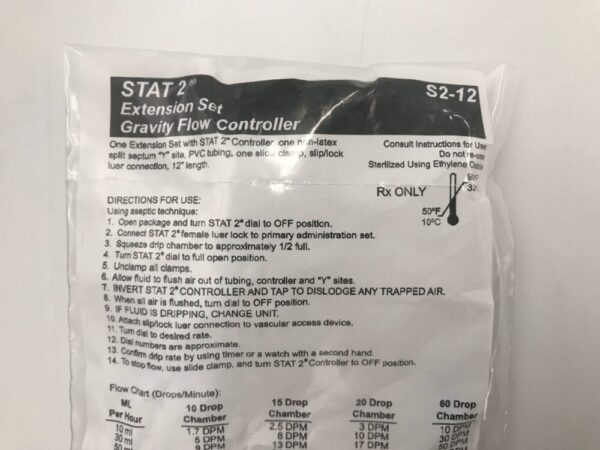 STAT 2® S2-12
Extension Set
Gravity Flow Controller
One Extension Set with STAT 2® Controller, one non-latex
split septum "Y" site, PVC tubing, one slide clamp, slip/lock
luer connection, 12" length.
Consult Instructions for Use
Do not re-use
Sterilized Using Ethylene Oxide
Rx ONLY
50°F
10°C
DIRECTIONS FOR USE:
Using aseptic technique:
1. Open package and turn STAT 2® dial to OFF position.
2. Connect STAT 2® female luer lock to primary administration set.
3. Squeeze drip chamber to approximately 1/2 full.
4. Turn STAT 2® dial to full open position.
5. Unclamp all clamps.
6. Allow fluid to flush air out of tubing, controller and "Y" sites.
7. INVERT STAT 2® CONTROLLER AND TAP TO DISLODGE ANY TRAPPED AIR.
8. When all air is flushed, turn dial to OFF position.
9. IF FLUID IS DRIPPING, CHANGE UNIT.
10. Attach slip/lock luer connection to vascular access device.
11. Turn dial to desired rate.
12. Dial numbers are approximate.
13. Confirm drip rate by using timer or a watch with a second hand.
14. To stop flow, use slide clamp, and turn STAT 2® Controller to OFF position.
Flow Chart (Drops/Minute):
ML Per Hour 10 Drop Chamber 15 Drop Chamber 20 Drop Chamber 60 Drop Chamber
10 ml 1.7 DPM 2.5 DPM 3 DPM 10 DPM
30 ml 5 DPM 8 DPM 10 DPM 30 DPM
50 ml 9 DPM 13 DPM 17 DPM